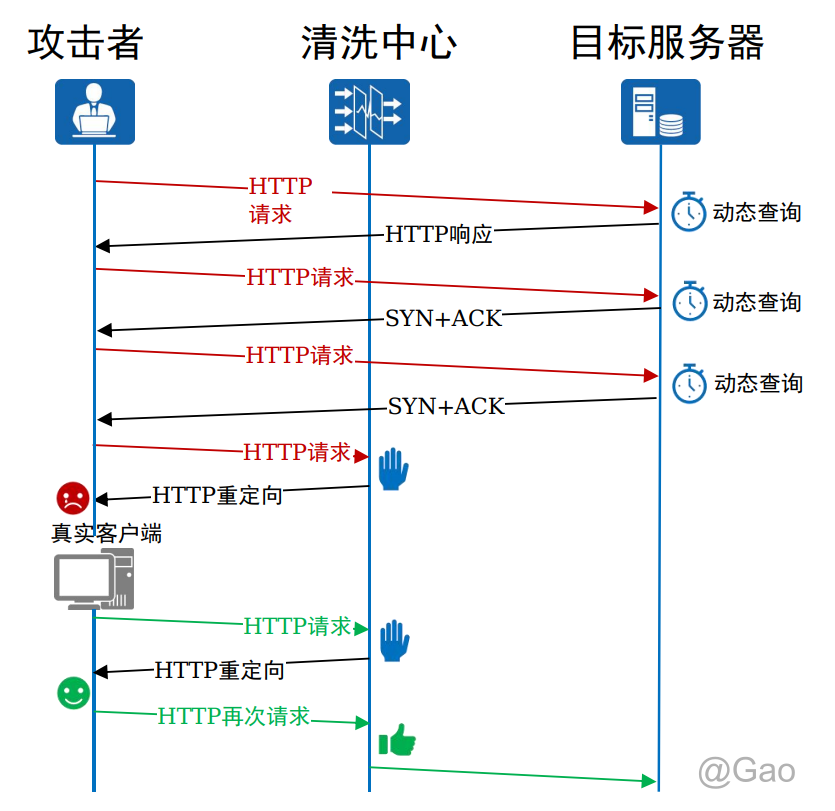 攻击者
清洗中心
目标服务器
HTTP
请求
动态查询
HTTP响应
HTTP请求
动态查询
SYN+ACK
HTTP请求
动态查询
SYN+ACK
HTTP请求
HTTP重定向
真实客户端
HTTP请求
HTTP重定向
HTTP再次请求
@Gao